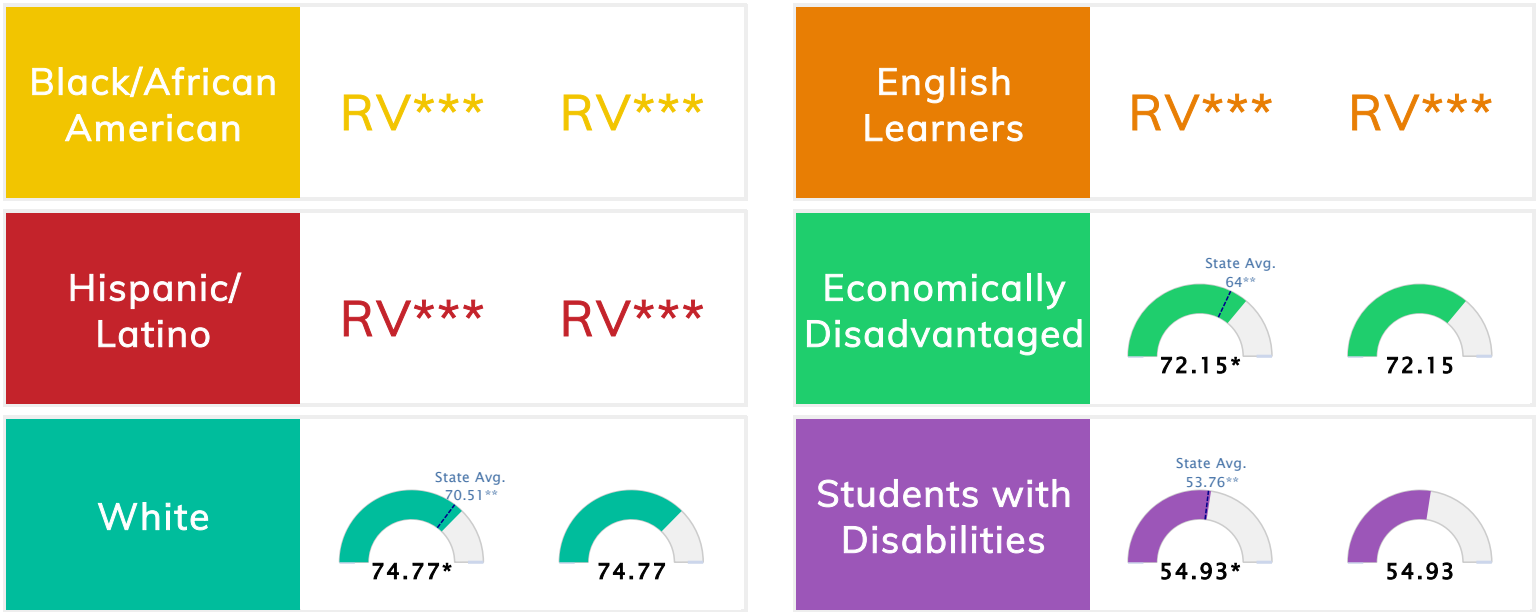 Black/African
American
RV*** RV***
English
Learners
RV*** RV***
Hispanic/
Latino
RV*** RV***
Economically
Disadvantaged
State Avg.
64**
72.15* 72.15
White
State Avg.
70.51**
74.77* 74.77
Students with
Disabilities
State Avg.
53.76**
54.93* 54.93